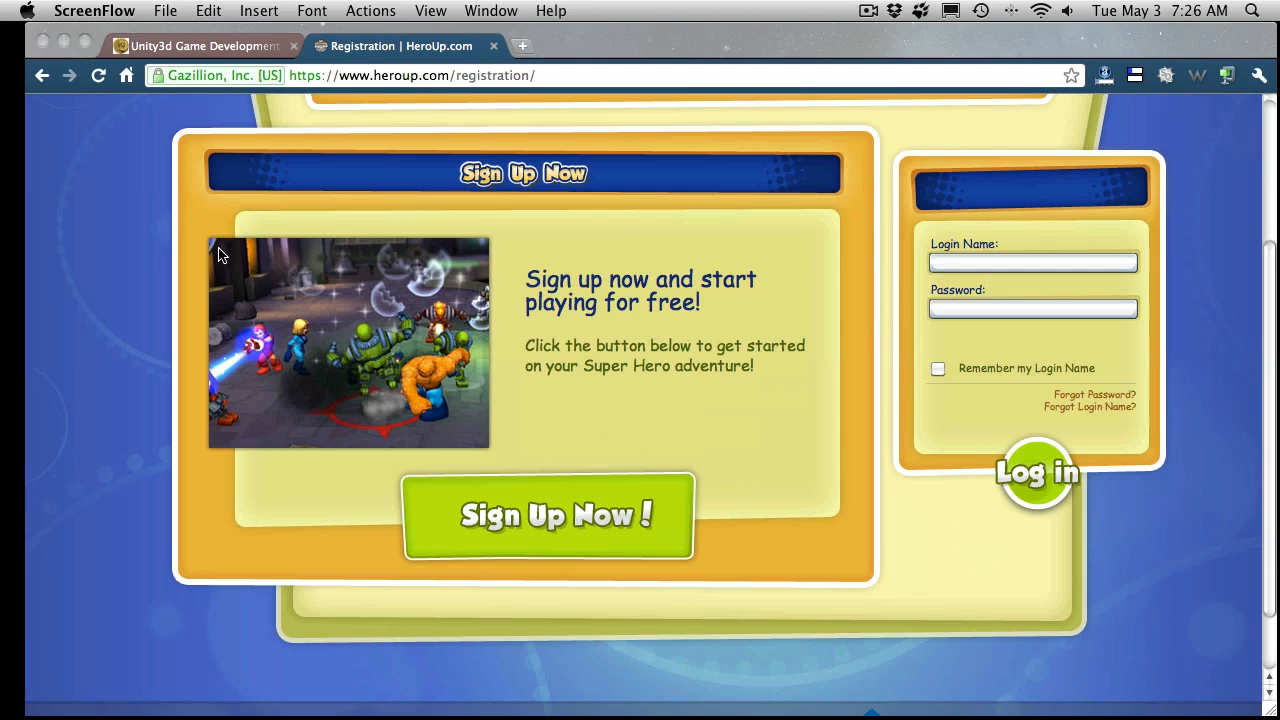 ScreenFlow File Edit Insert Font Actions View Window Help Tue May 3 7:26 AM
Unity3d Game Development
Registration | HeroUp.com
Gazillion, Inc. [US] https://www.heroup.com/registration/
Sign Up Now
Sign up now and start
playing for free!
Click the button below to get started
on your Super Hero adventure!
Sign Up Now!
Login Name:
Password:
Remember my Login Name
Forgot Password?
Forgot Login Name?
Log in